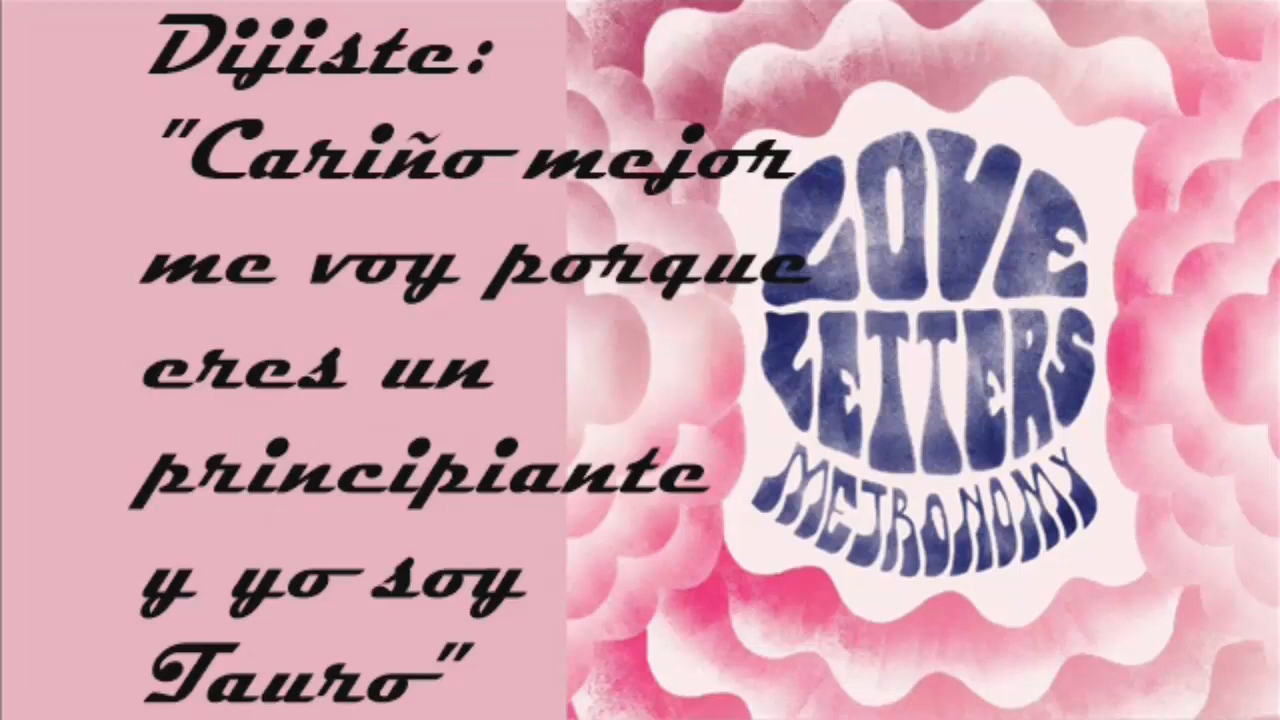 Dijiste:
"Cariño mejor
me voy porque
eres un
principiante
y yo soy
Tauro"
LOVE
LETTERS
METRONOMY